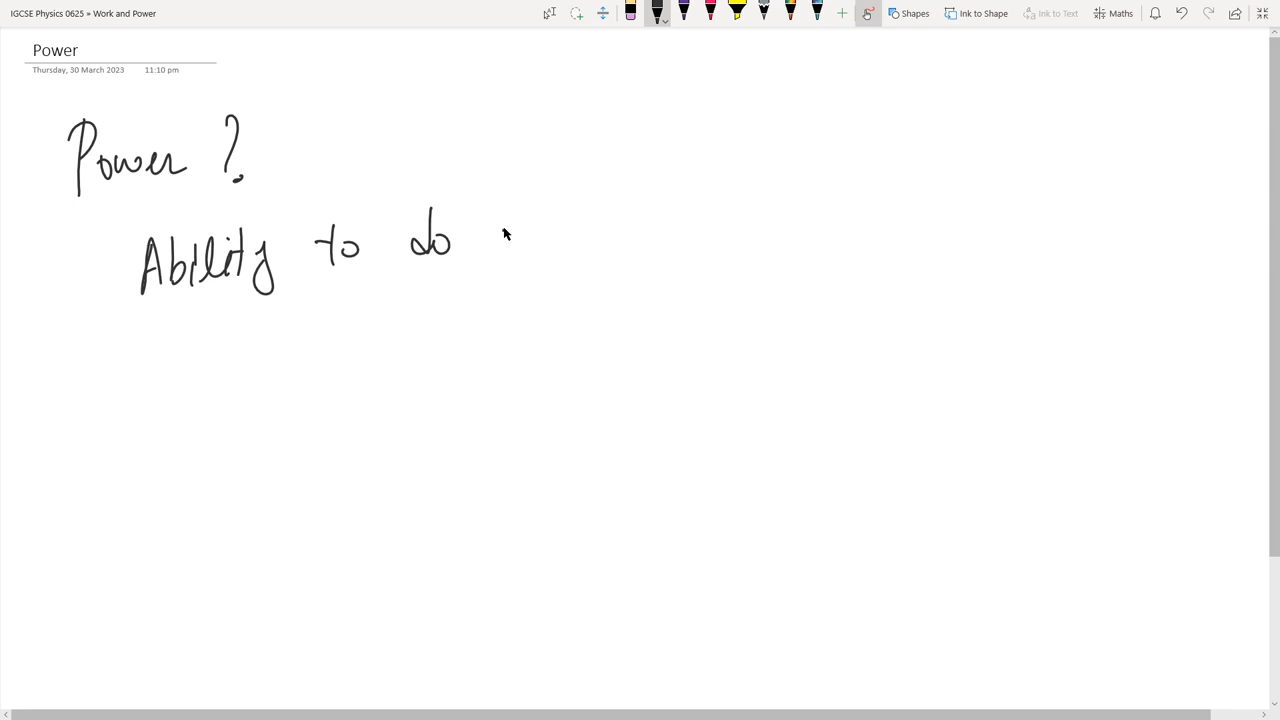 IGCSE Physics 0625 » Work and Power
Shapes Ink to Shape Ink to Text Maths
Power
Thursday, 30 March 2023 11:10 pm
Power ?
Ability to do